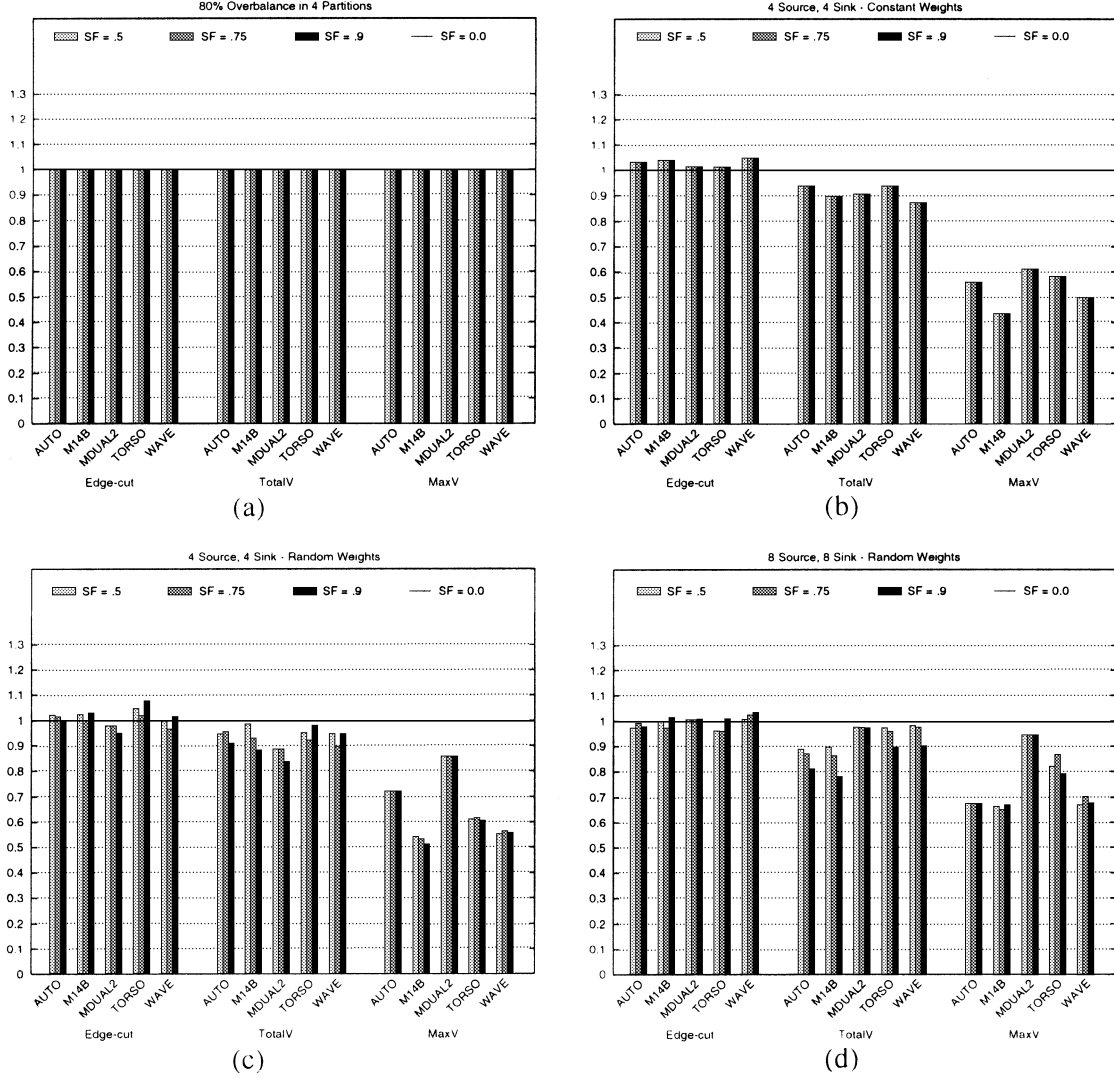 80% Overbalance in 4 Partitions
SF = .5 SF = .75 SF = .9 SF = 0.0
1.3
1.2
1.1
1
0.9
0.8
0.7
0.6
0.5
0.4
0.3
0.2
0.1
0
AUTO M14B MDUAL2 TORSO WAVE AUTO M14B MDUAL2 TORSO WAVE AUTO M14B MDUAL2 TORSO WAVE
Edge-cut TotalV MaxV
(a)
4 Source, 4 Sink - Constant Weights
SF = .5 SF = .75 SF = .9 SF = 0.0
1.3
1.2
1.1
1
0.9
0.8
0.7
0.6
0.5
0.4
0.3
0.2
0.1
0
AUTO M14B MDUAL2 TORSO WAVE AUTO M14B MDUAL2 TORSO WAVE AUTO M14B MDUAL2 TORSO WAVE
Edge-cut TotalV MaxV
(b)
4 Source, 4 Sink - Random Weights
SF = .5 SF = .75 SF = .9 SF = 0.0
1.3
1.2
1.1
1
0.9
0.8
0.7
0.6
0.5
0.4
0.3
0.2
0.1
0
AUTO M14B MDUAL2 TORSO WAVE AUTO M14B MDUAL2 TORSO WAVE AUTO M14B MDUAL2 TORSO WAVE
Edge-cut TotalV MaxV
(c)
8 Source, 8 Sink - Random Weights
SF = .5 SF = .75 SF = .9 SF = 0.0
1.3
1.2
1.1
1
0.9
0.8
0.7
0.6
0.5
0.4
0.3
0.2
0.1
0
AUTO M14B MDUAL2 TORSO WAVE AUTO M14B MDUAL2 TORSO WAVE AUTO M14B MDUAL2 TORSO WAVE
Edge-cut TotalV MaxV
(d)